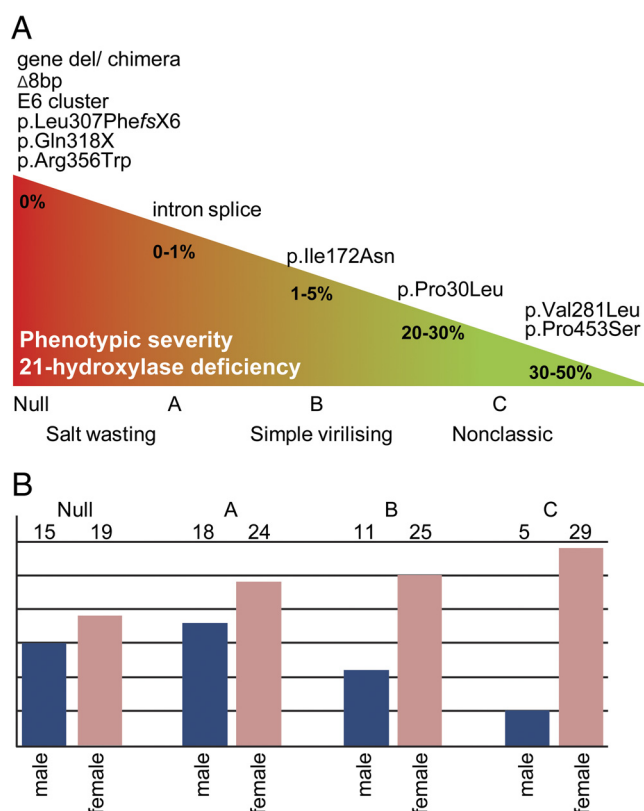 A
gene del/ chimera
Δ8bp
E6 cluster
p.Leu307PhefsX6
p.Gln318X
p.Arg356Trp
0%
intron splice
0-1%
p.Ile172Asn
1-5%
p.Pro30Leu
20-30%
p.Val281Leu
p.Pro453Ser
30-50%
Phenotypic severity
21-hydroxylase deficiency
Null A B C
Salt wasting Simple virilising Nonclassic
B
Null A B C
15 19 18 24 11 25 5 29
male female male female male female male female